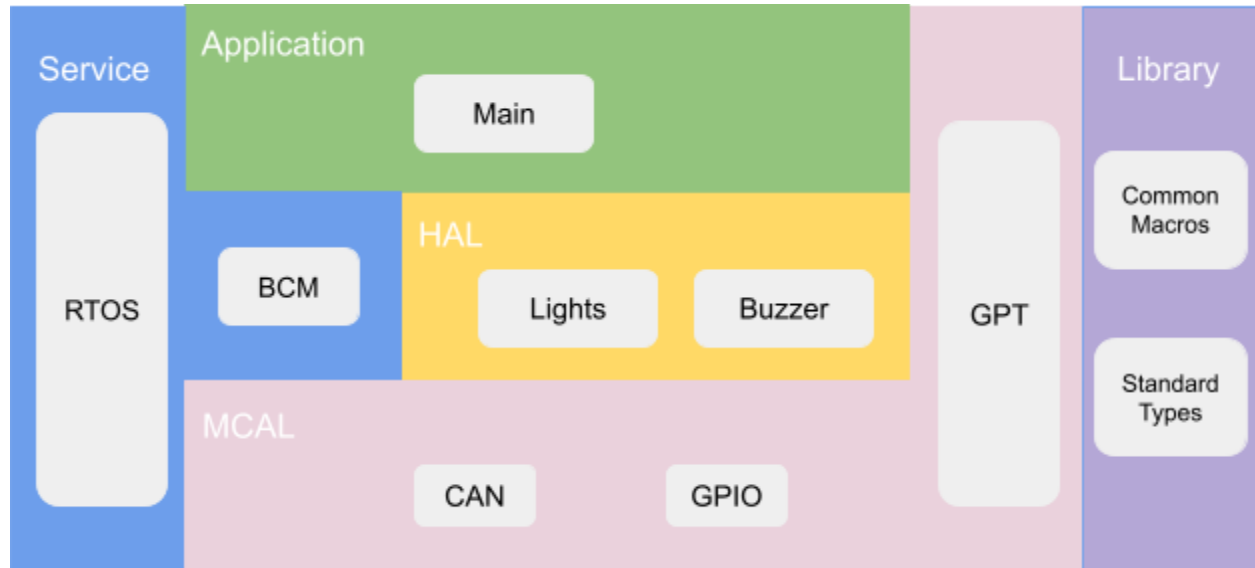 Service
RTOS
Application
Main
BCM
HAL
Lights
Buzzer
MCAL
CAN
GPIO
GPT
Library
Common
Macros
Standard
Types